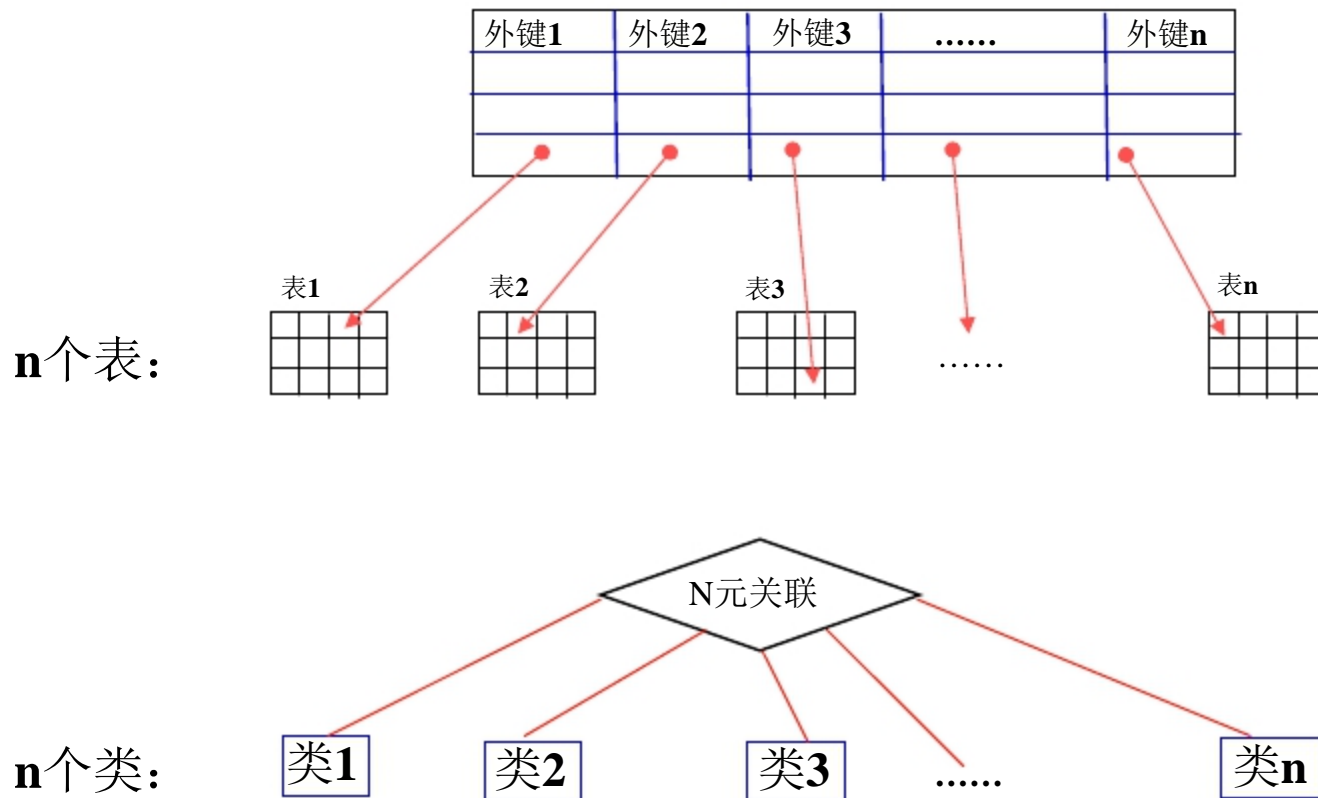 外键1 外键2 外键3 ...... 外键n
表1 表2 表3 表n
n个表： ......
N元关联
n个类： 类1 类2 类3 ...... 类n